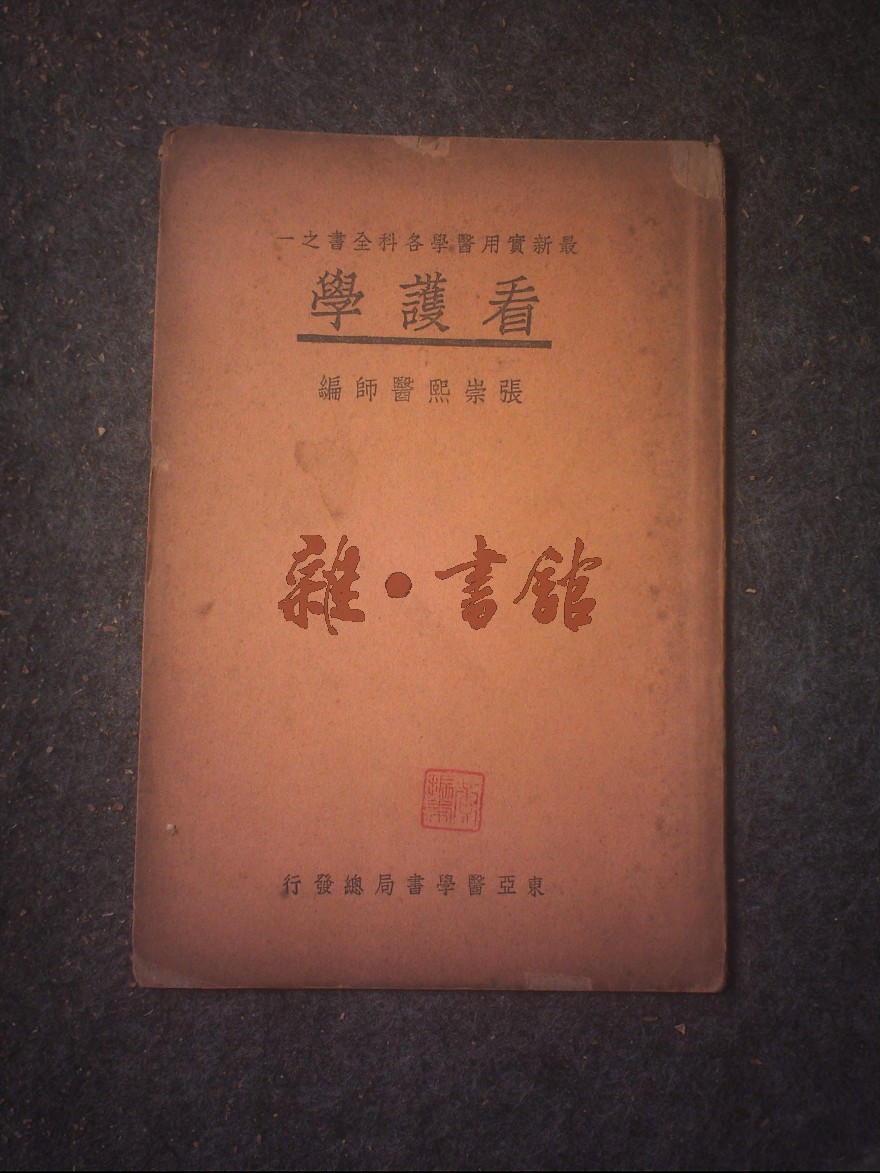 最新實用醫學各科全書之一
看護學
張崇熙醫師編
雜·書館
東亞醫學書局總發行